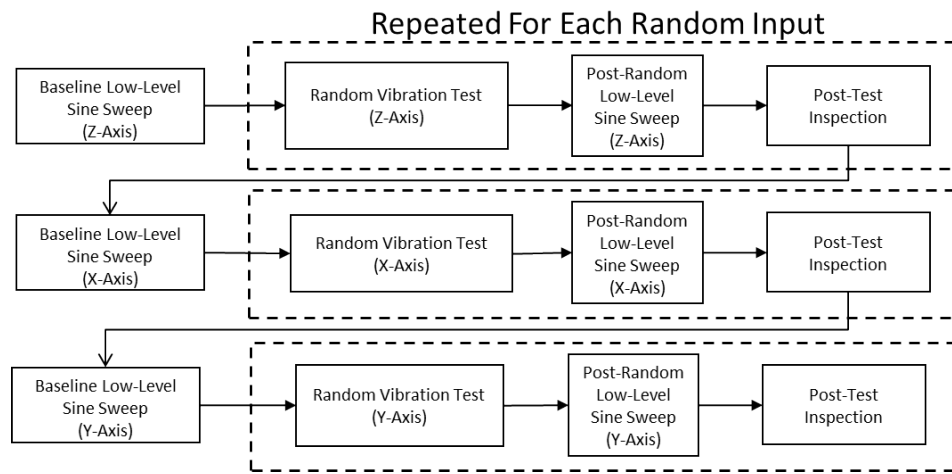 Repeated For Each Random Input
Baseline Low-Level
Sine Sweep
(Z-Axis)
Random Vibration Test
(Z-Axis)
Post-Random
Low-Level
Sine Sweep
(Z-Axis)
Post-Test
Inspection
Baseline Low-Level
Sine Sweep
(X-Axis)
Random Vibration Test
(X-Axis)
Post-Random
Low-Level
Sine Sweep
(X-Axis)
Post-Test
Inspection
Baseline Low-Level
Sine Sweep
(Y-Axis)
Random Vibration Test
(Y-Axis)
Post-Random
Low-Level
Sine Sweep
(Y-Axis)
Post-Test
Inspection